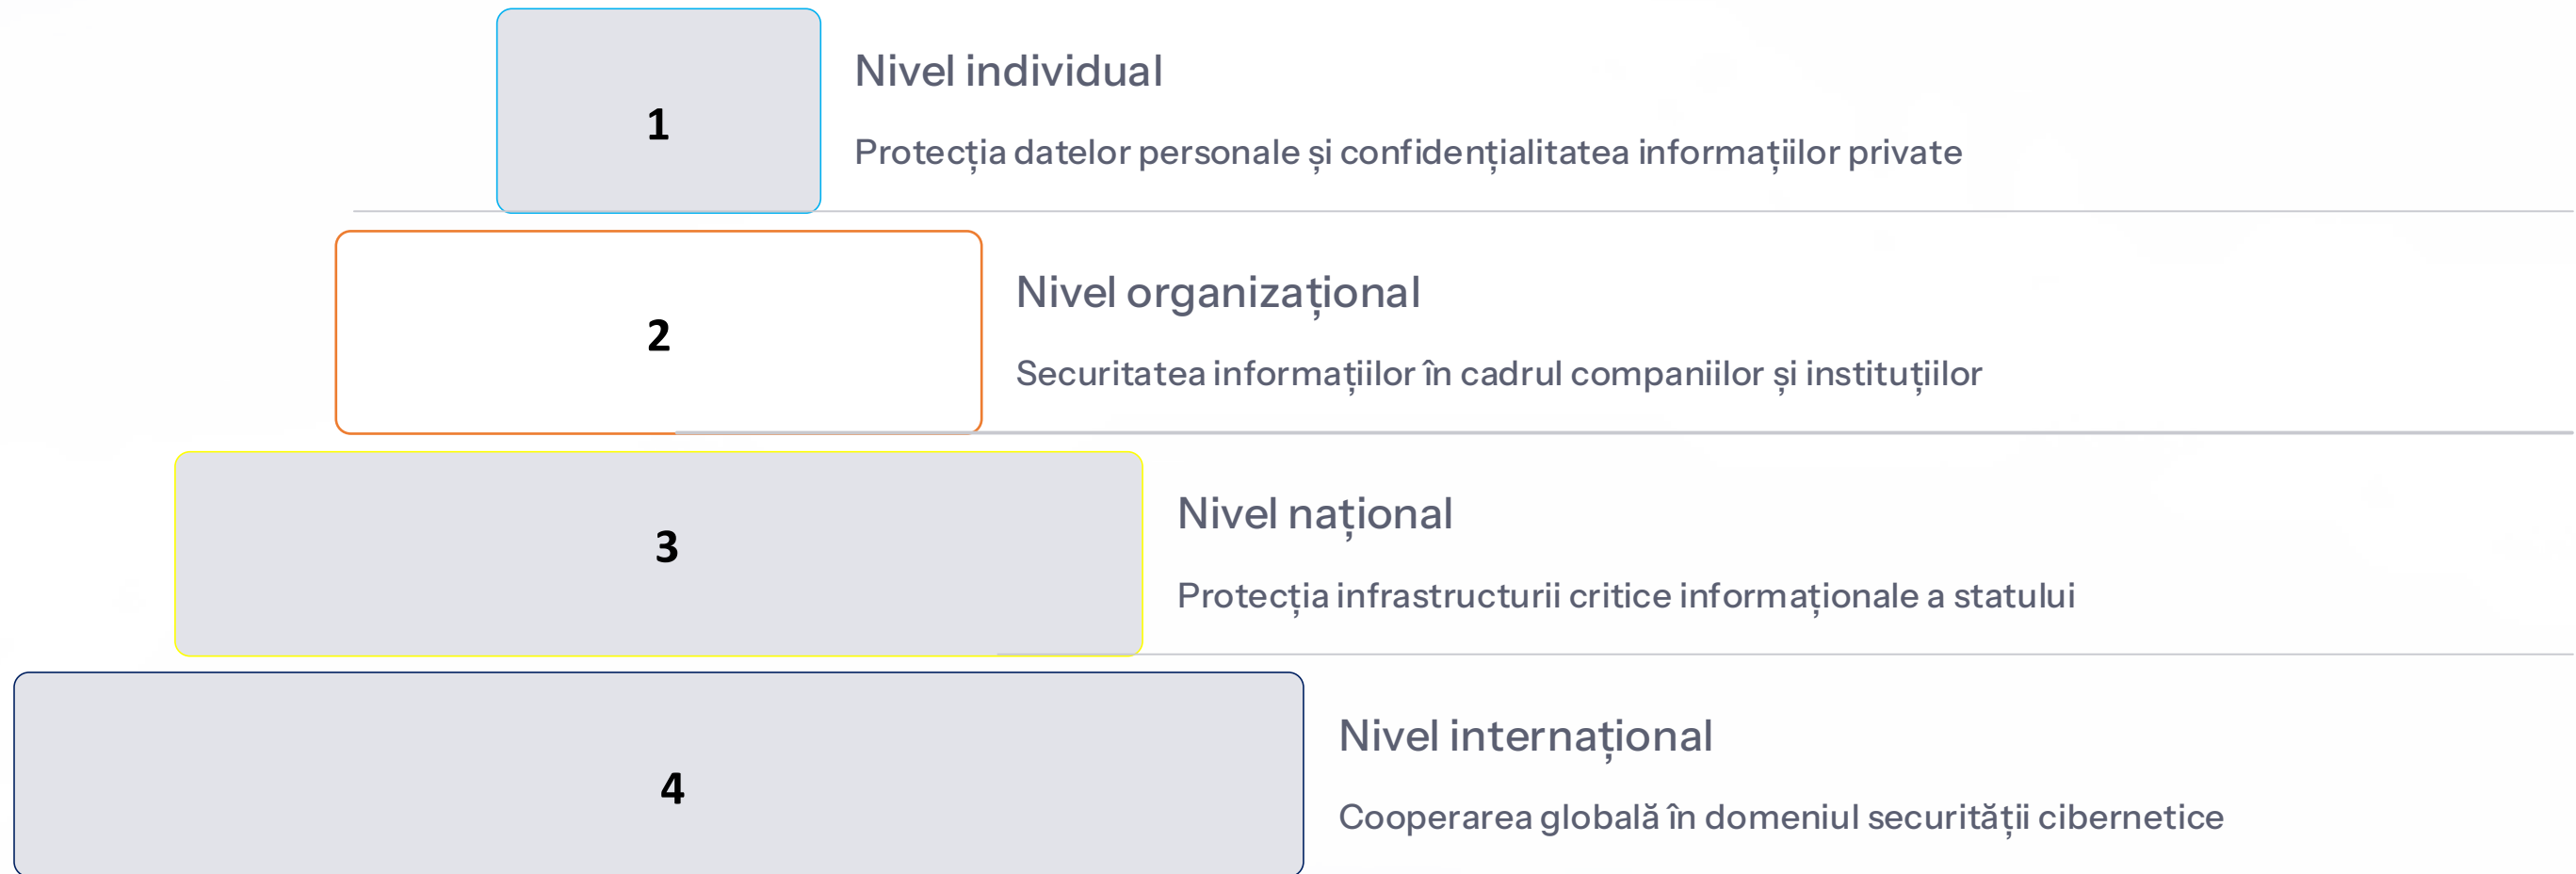 1
Nivel individual
Protecția datelor personale și confidențialitatea informațiilor private
2
Nivel organizațional
Securitatea informațiilor în cadrul companiilor și instituțiilor
3
Nivel național
Protecția infrastructurii critice informaționale a statului
4
Nivel internațional
Cooperarea globală în domeniul securității cibernetice